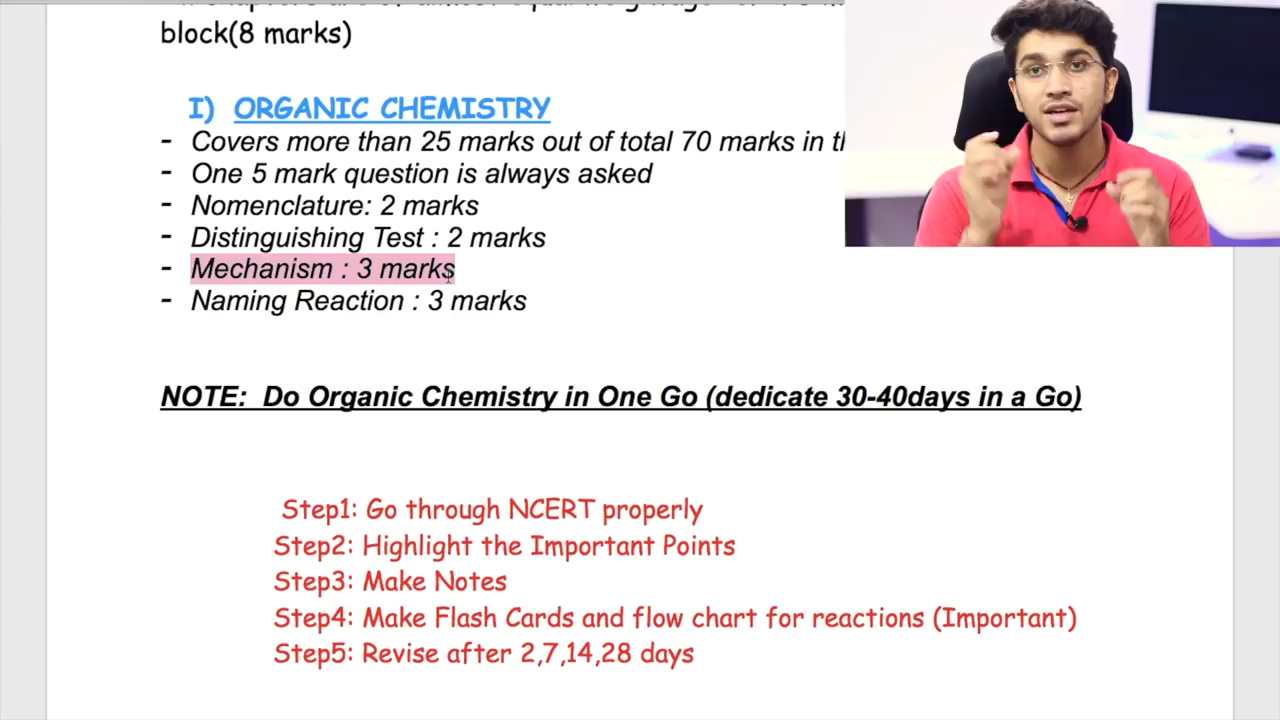 block(8 marks)
I) ORGANIC CHEMISTRY
- Covers more than 25 marks out of total 70 marks in
- One 5 mark question is always asked
- Nomenclature: 2 marks
- Distinguishing Test : 2 marks
- Mechanism : 3 marks
- Naming Reaction : 3 marks
NOTE: Do Organic Chemistry in One Go (dedicate 30-40days in a Go)
Step1: Go through NCERT properly
Step2: Highlight the Important Points
Step3: Make Notes
Step4: Make Flash Cards and flow chart for reactions (Important)
Step5: Revise after 2,7,14,28 days